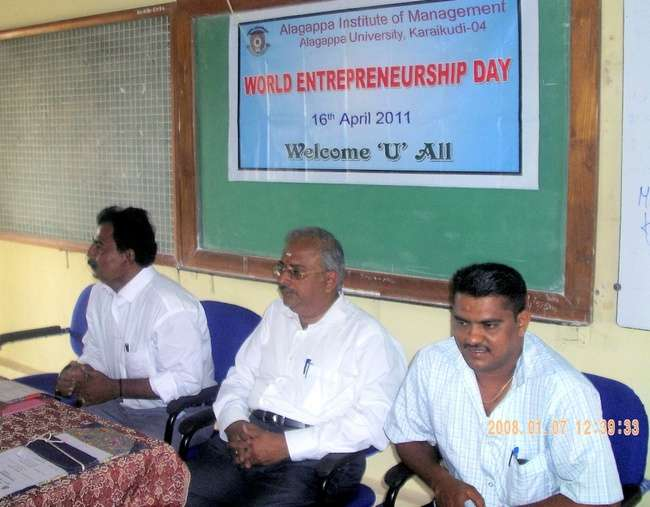 Alagappa Institute of Management
Alagappa University, Karaikudi-04
WORLD ENTREPRENEURSHIP DAY
16th April 2011
Welcome 'U' All
2008.01.07 12:39:33